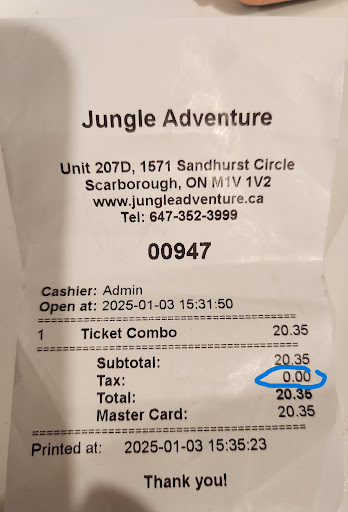 Jungle Adventure
Unit 207D, 1571 Sandhurst Circle
Scarborough, ON M1V 1V2
www.jungleadventure.ca
Tel: 647-352-3999
00947
Cashier: Admin
Open at: 2025-01-03 15:31:50
1 Ticket Combo 20.35
Subtotal: 20.35
Tax: 0.00
Total: 20.35
Master Card: 20.35
Printed at: 2025-01-03 15:35:23
Thank you!